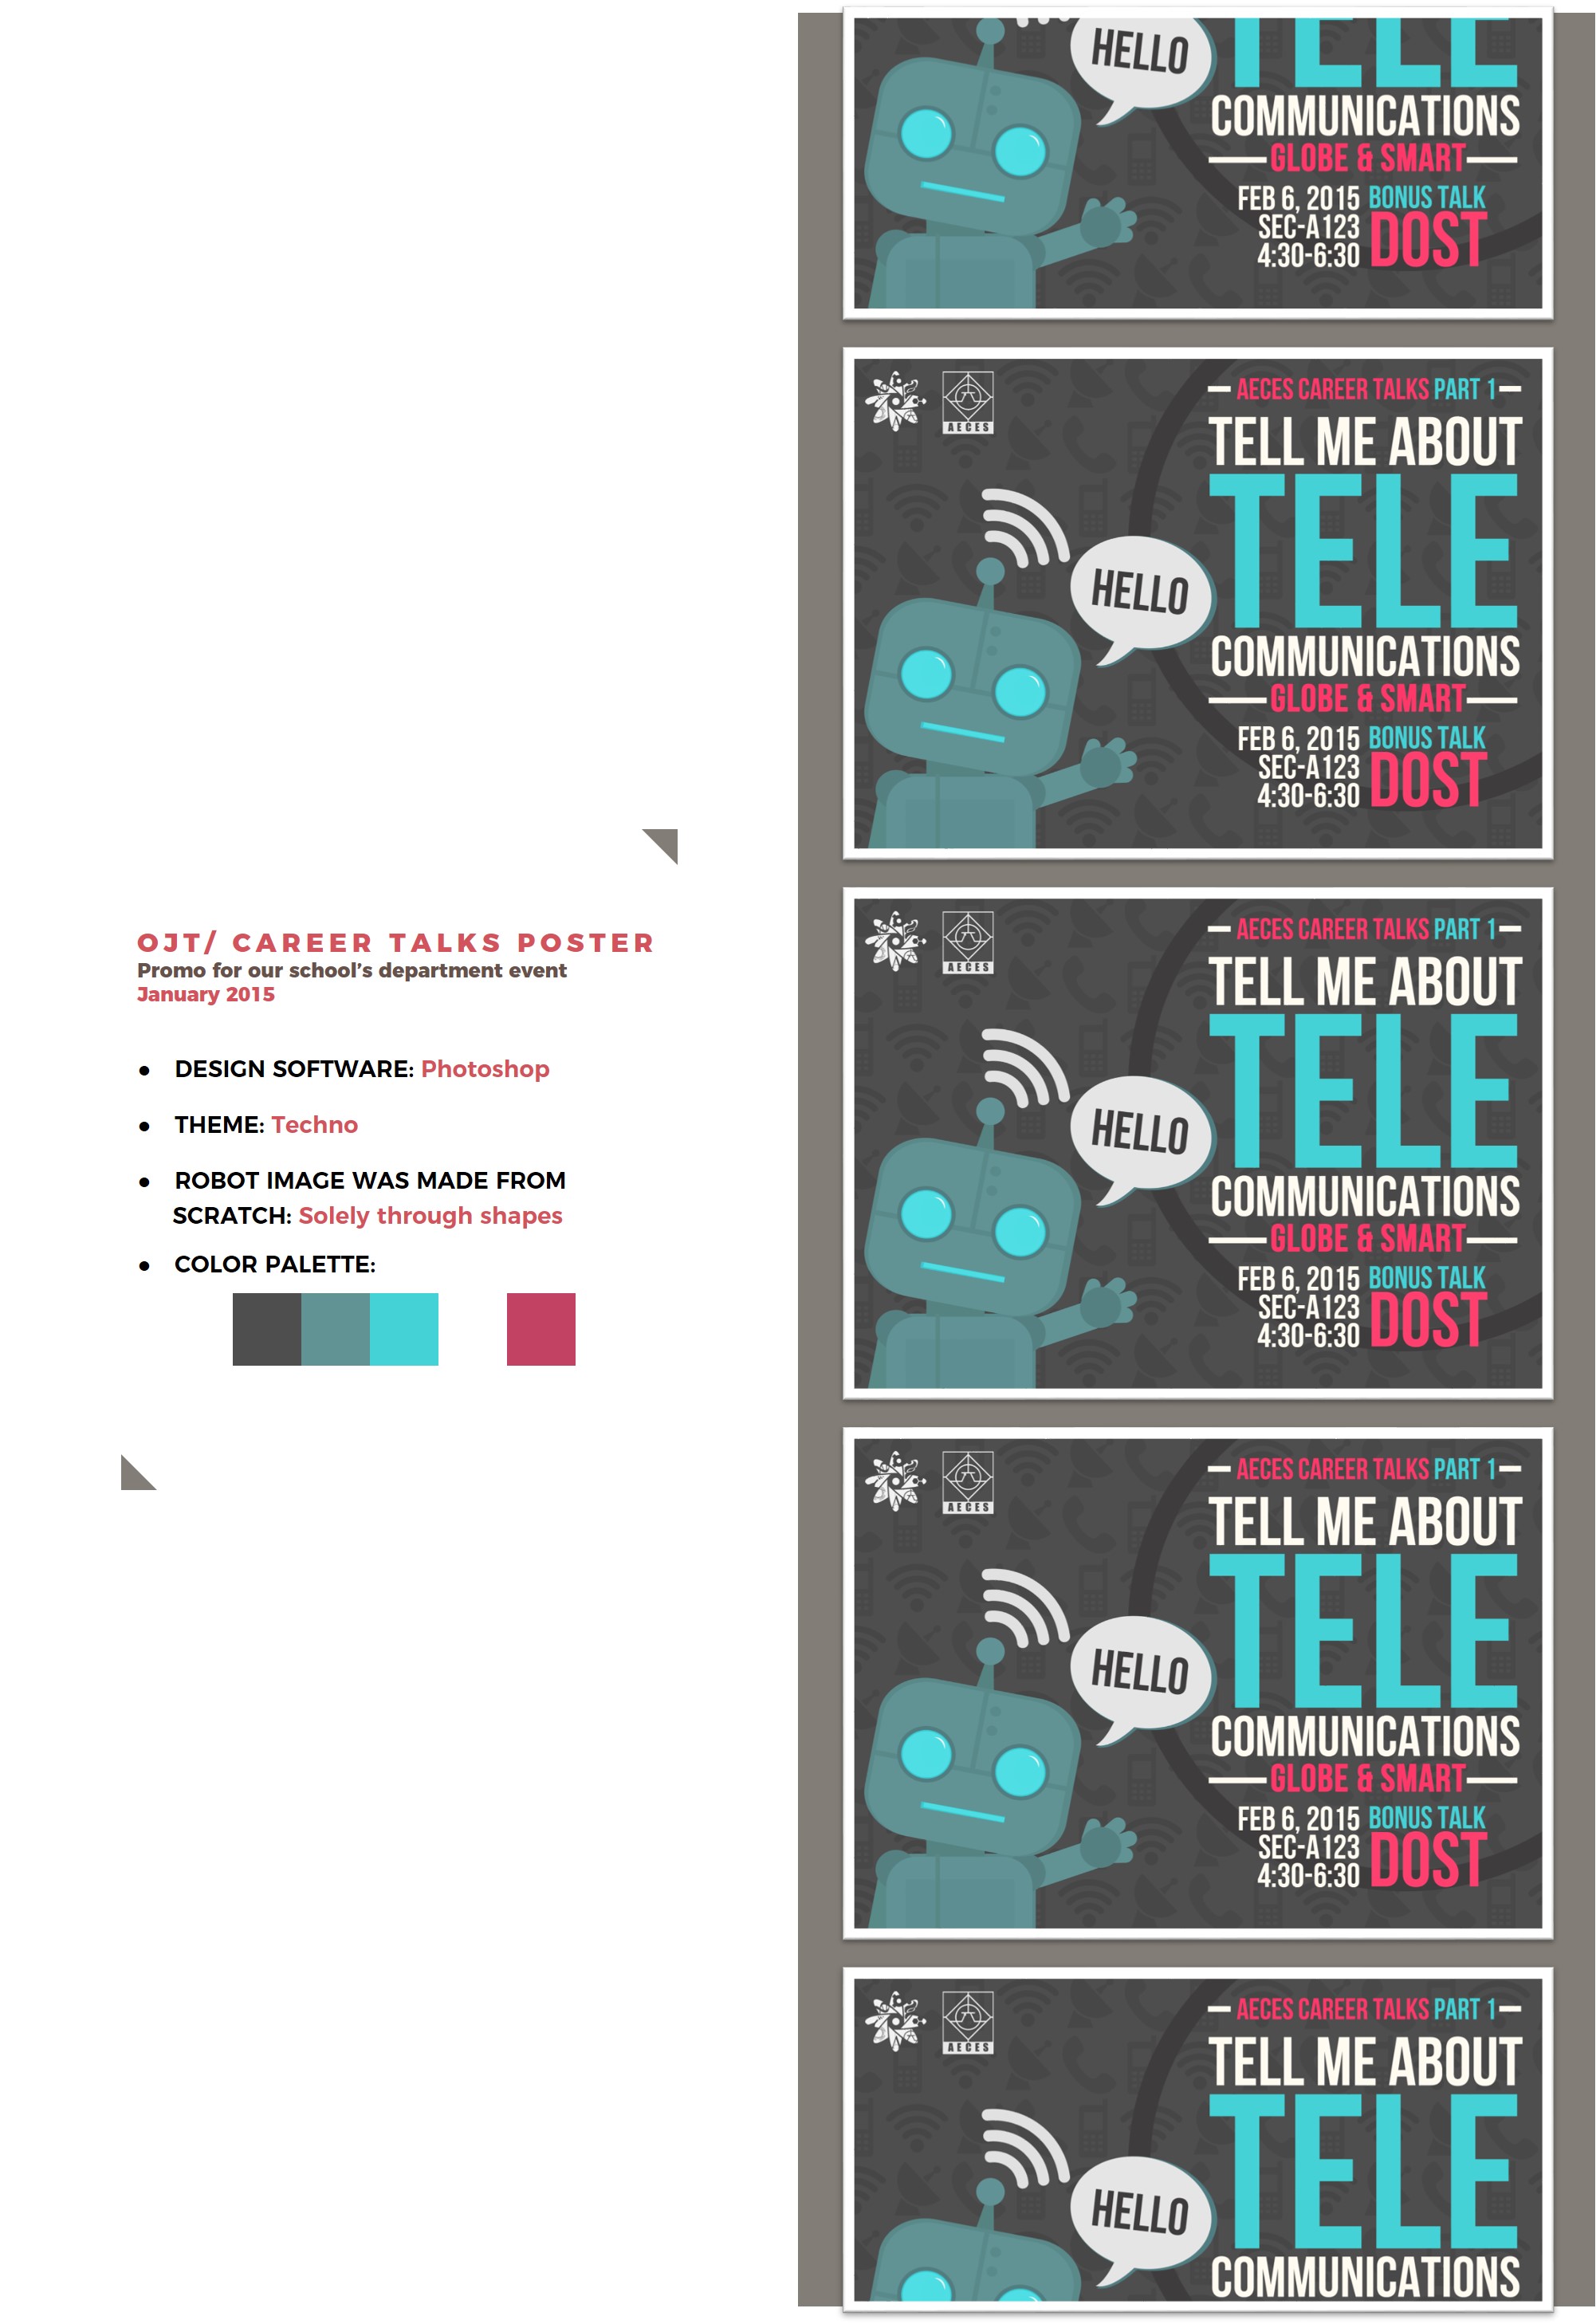 OJT/ CAREER TALKS POSTER
Promo for our school's department event
January 2015
● DESIGN SOFTWARE: Photoshop
● THEME: Techno
● ROBOT IMAGE WAS MADE FROM
SCRATCH: Solely through shapes
● COLOR PALETTE:
TELE
HELLO
COMMUNICATIONS
GLOBE & SMART
FEB 6, 2015 BONUS TALK
SEC-A123 DOST
4:30-6:30
AECES
AECES CAREER TALKS PART 1
TELL ME ABOUT
TELE
HELLO
COMMUNICATIONS
GLOBE & SMART
FEB 6, 2015 BONUS TALK
SEC-A123 DOST
4:30-6:30
AECES
AECES CAREER TALKS PART 1
TELL ME ABOUT
TELE
HELLO
COMMUNICATIONS
GLOBE & SMART
FEB 6, 2015 BONUS TALK
SEC-A123 DOST
4:30-6:30
AECES
AECES CAREER TALKS PART 1
TELL ME ABOUT
TELE
HELLO
COMMUNICATIONS
GLOBE & SMART
FEB 6, 2015 BONUS TALK
SEC-A123 DOST
4:30-6:30
AECES
AECES CAREER TALKS PART 1
TELL ME ABOUT
TELE
HELLO
COMMUNICATIONS